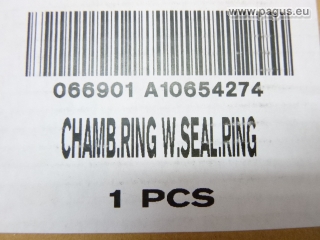 www.pagus.eu
066901 A10654274
CHAMB.RING W.SEAL.RING
1 PCS